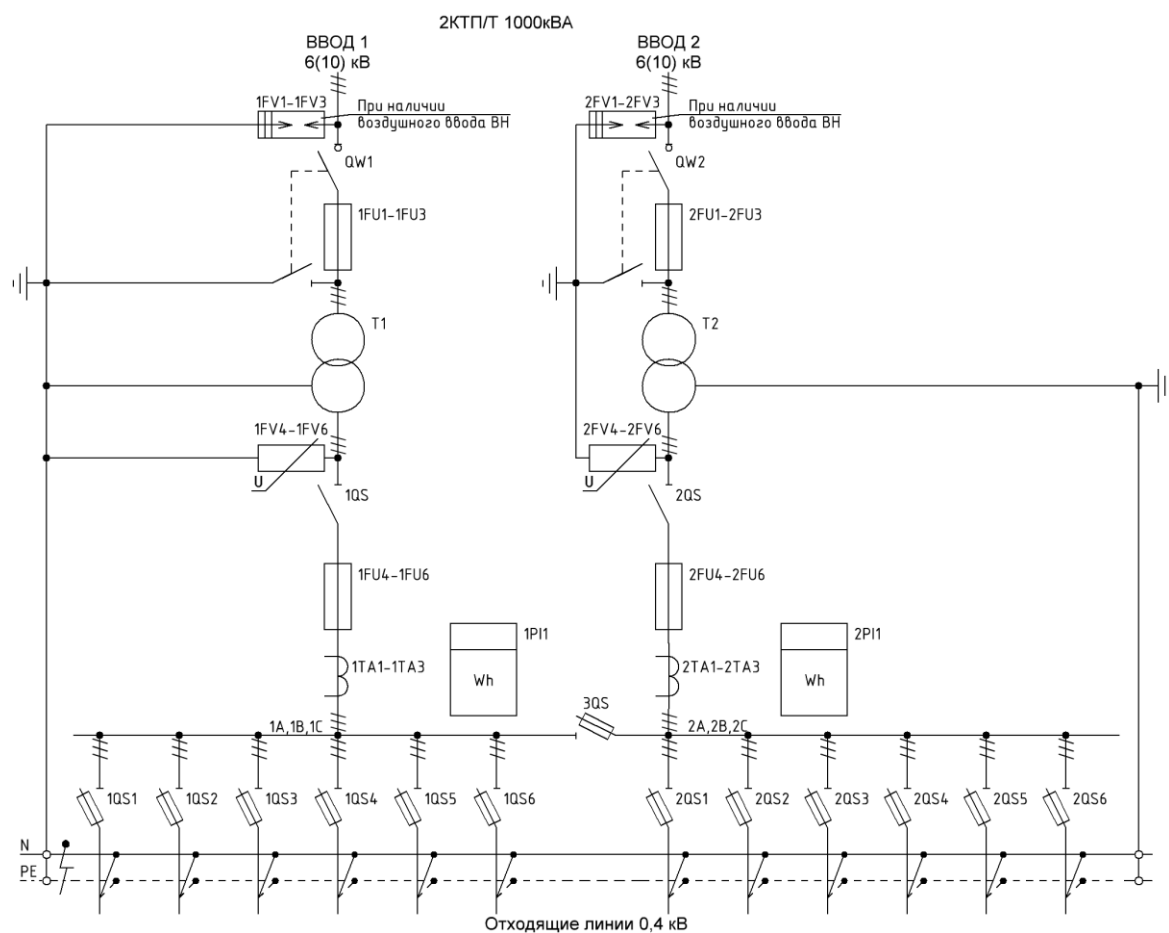 2КТП/Т 1000кВА
ВВОД 1
6(10) кВ
ВВОД 2
6(10) кВ
1FV1-1FV3
При наличии
воздушного ввода ВН
2FV1-2FV3
При наличии
воздушного ввода ВН
QW1
QW2
1FU1-1FU3
2FU1-2FU3
T1
T2
1FV4-1FV6
2FV4-2FV6
U
U
1QS
2QS
1FU4-1FU6
2FU4-2FU6
1PI1
2PI1
1TA1-1TA3
Wh
2TA1-2TA3
Wh
3QS
1A,1B,1C
2A,2B,2C
1QS1
1QS2
1QS3
1QS4
1QS5
1QS6
2QS1
2QS2
2QS3
2QS4
2QS5
2QS6
N
PE
Отходящие линии 0,4 кВ